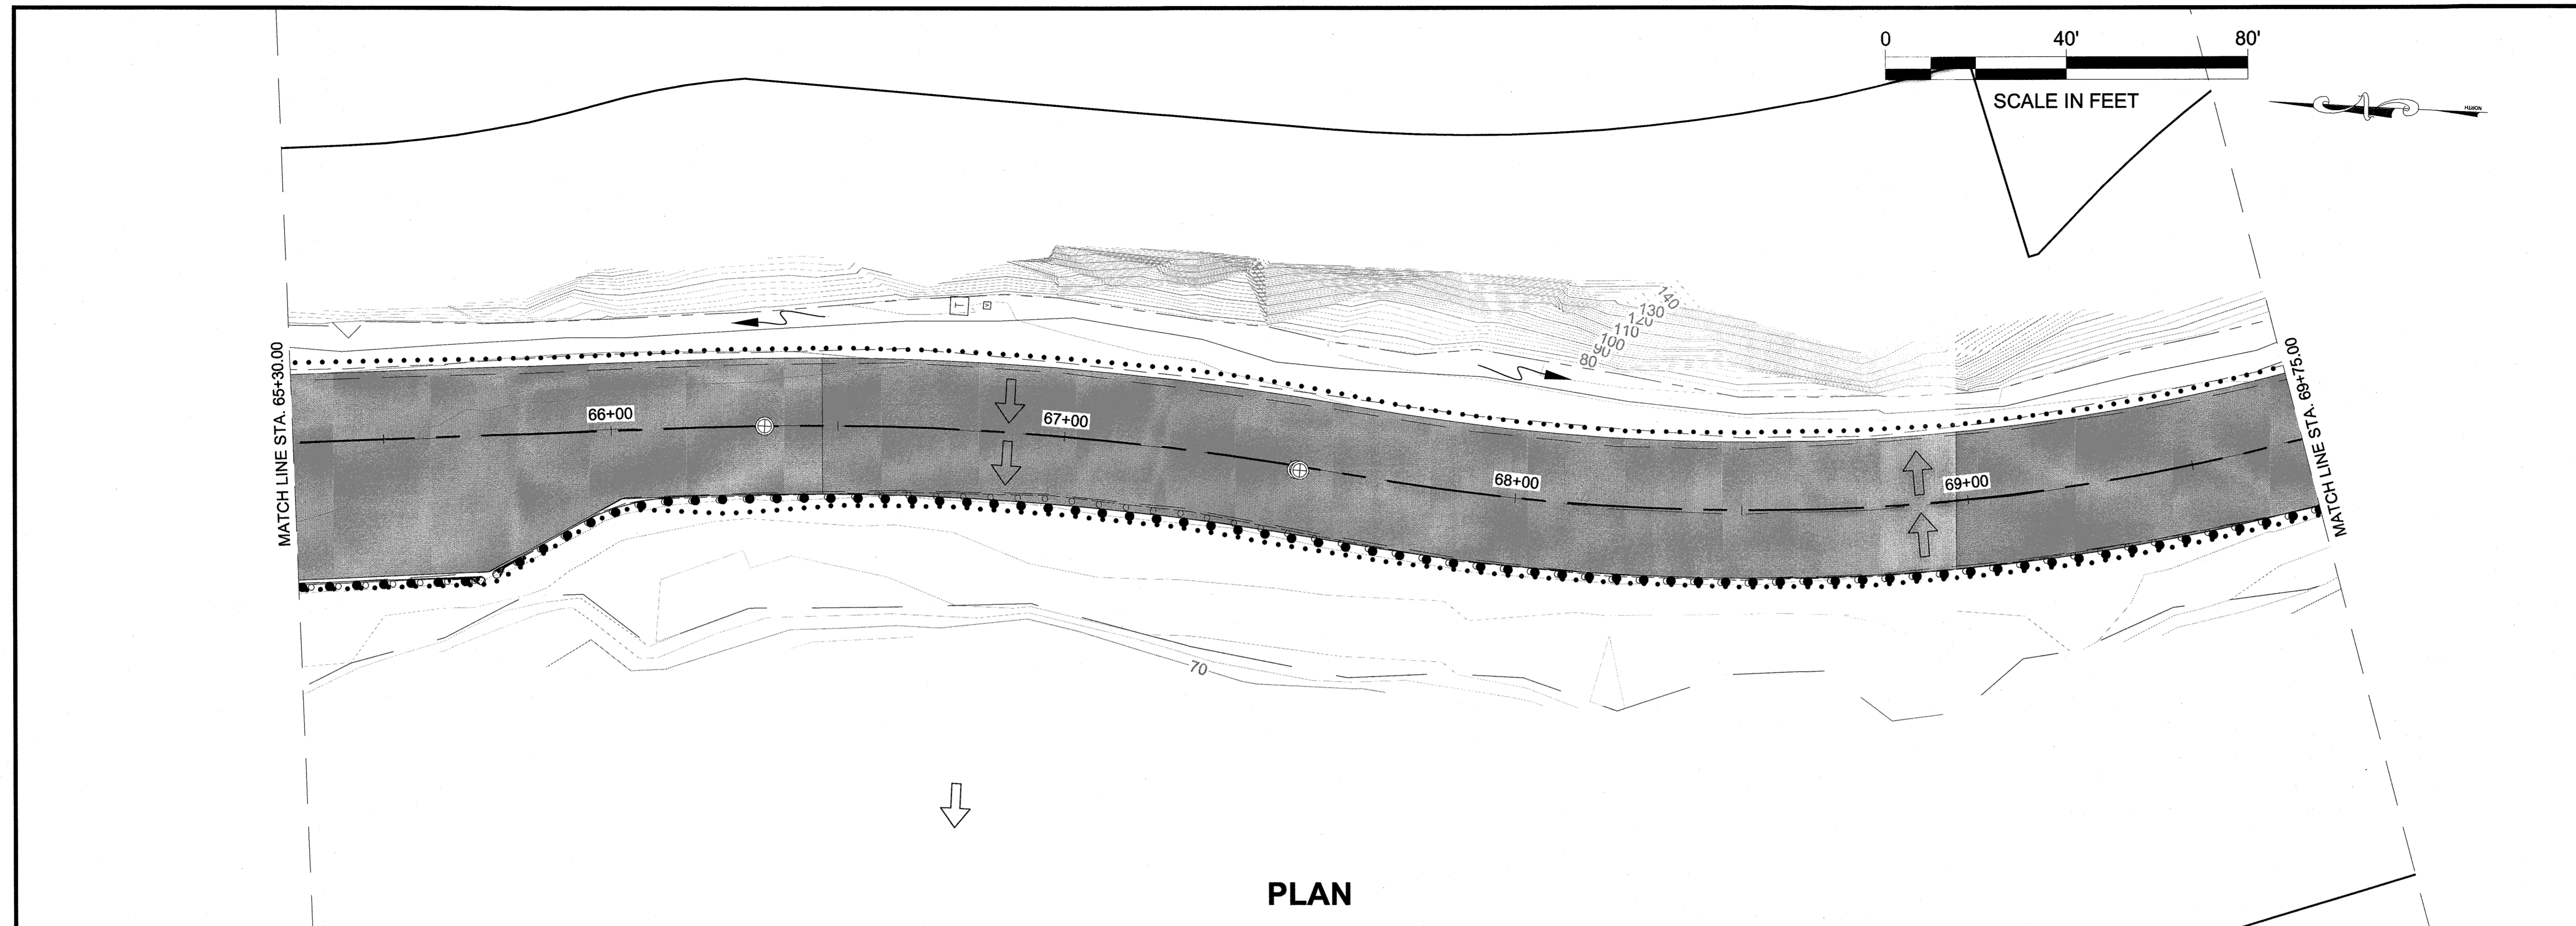 0 40' 80'
SCALE IN FEET
NORTH
T
V
140
130
120
110
100
90
80
MATCH LINE STA. 65+30.00
66+00
67+00
68+00
69+00
MATCH LINE STA. 69+75.00
70
PLAN